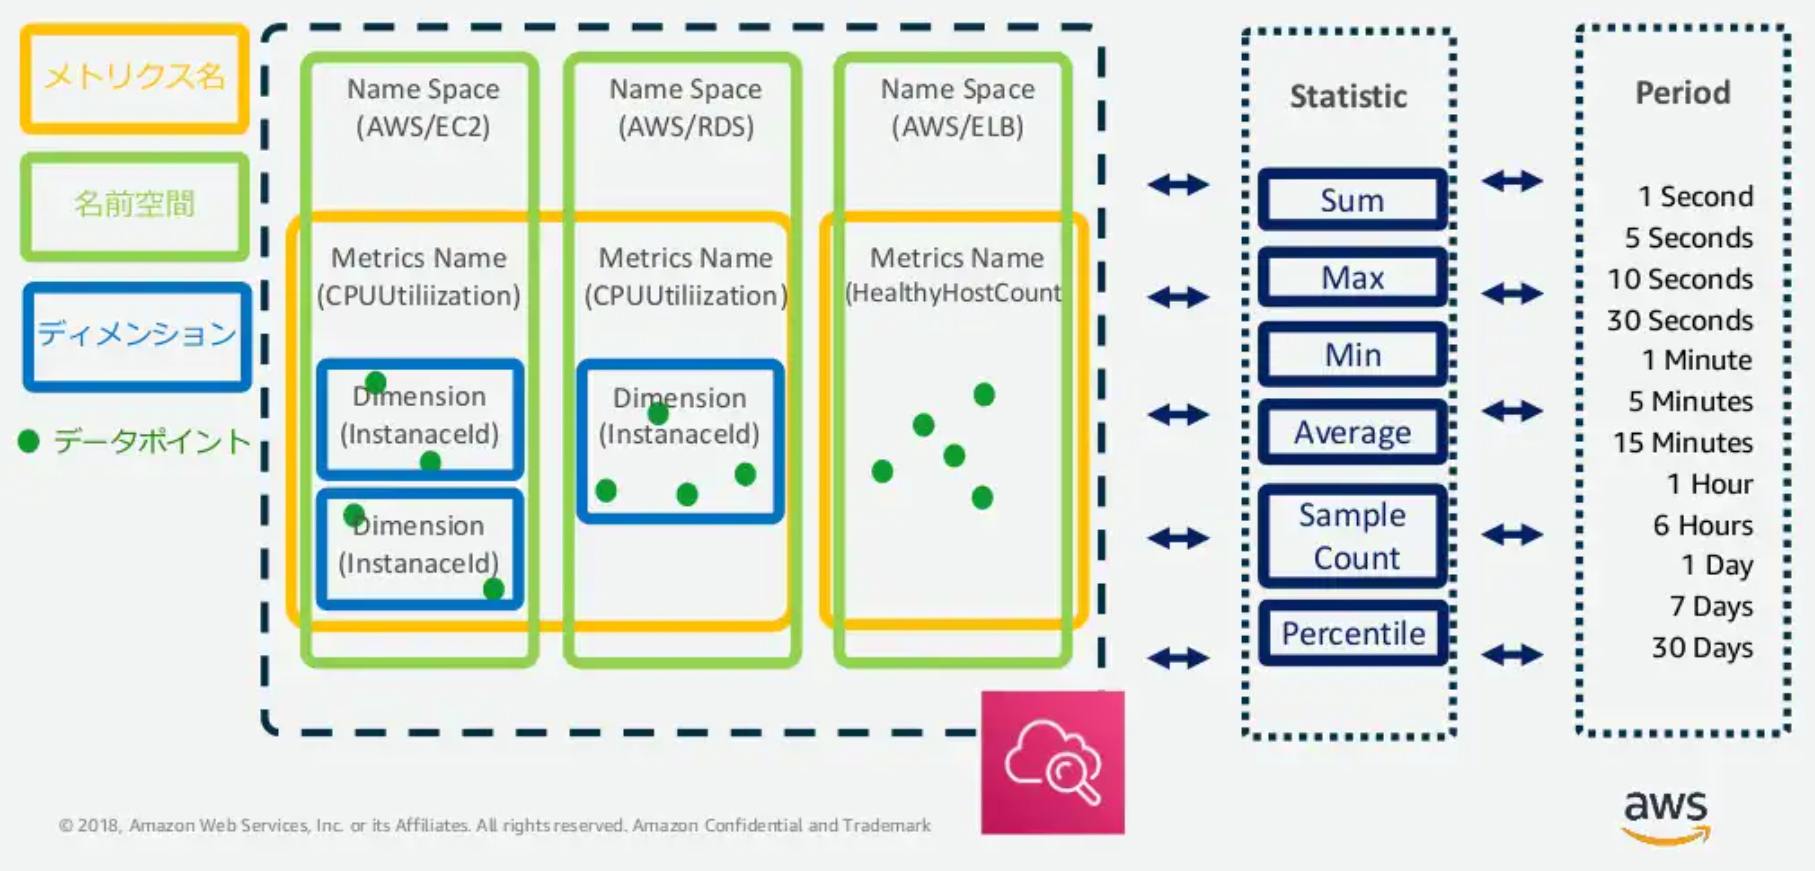 メトリクス名
名前空間
ディメンション
データポイント
Name Space
(AWS/EC2)
Metrics Name
(CPUUtiliization)
Dimension
(InstanaceId)
Dimension
(InstanaceId)
Name Space
(AWS/RDS)
Metrics Name
(CPUUtiliization)
Dimension
(InstanaceId)
Name Space
(AWS/ELB)
Metrics Name
(HealthyHostCount
Statistic
Sum
Max
Min
Average
Sample
Count
Percentile
Period
1 Second
5 Seconds
10 Seconds
30 Seconds
1 Minute
5 Minutes
15 Minutes
1 Hour
6 Hours
1 Day
7 Days
30 Days
© 2018, Amazon Web Services, Inc. or its Affiliates. All rights reserved. Amazon Confidential and Trademark
aws